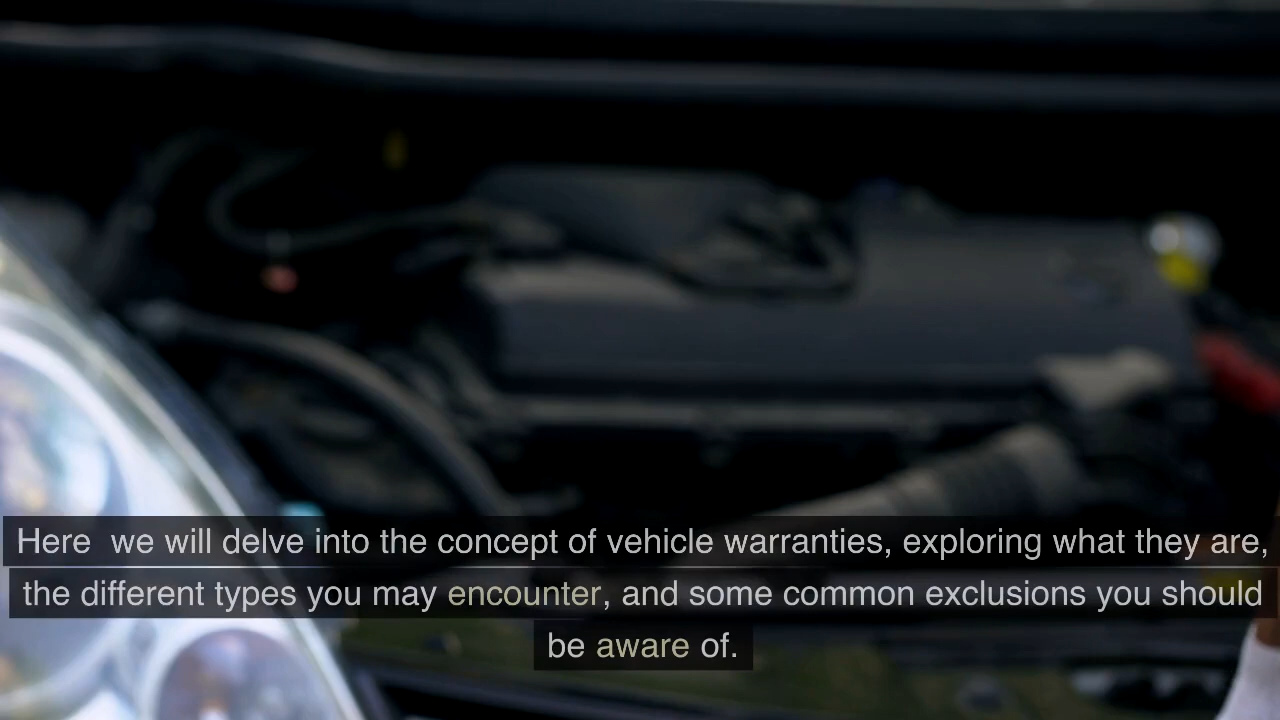 Here  we will delve into the concept of vehicle warranties, exploring what they are,
the different types you may encounter, and some common exclusions you should
be aware of.